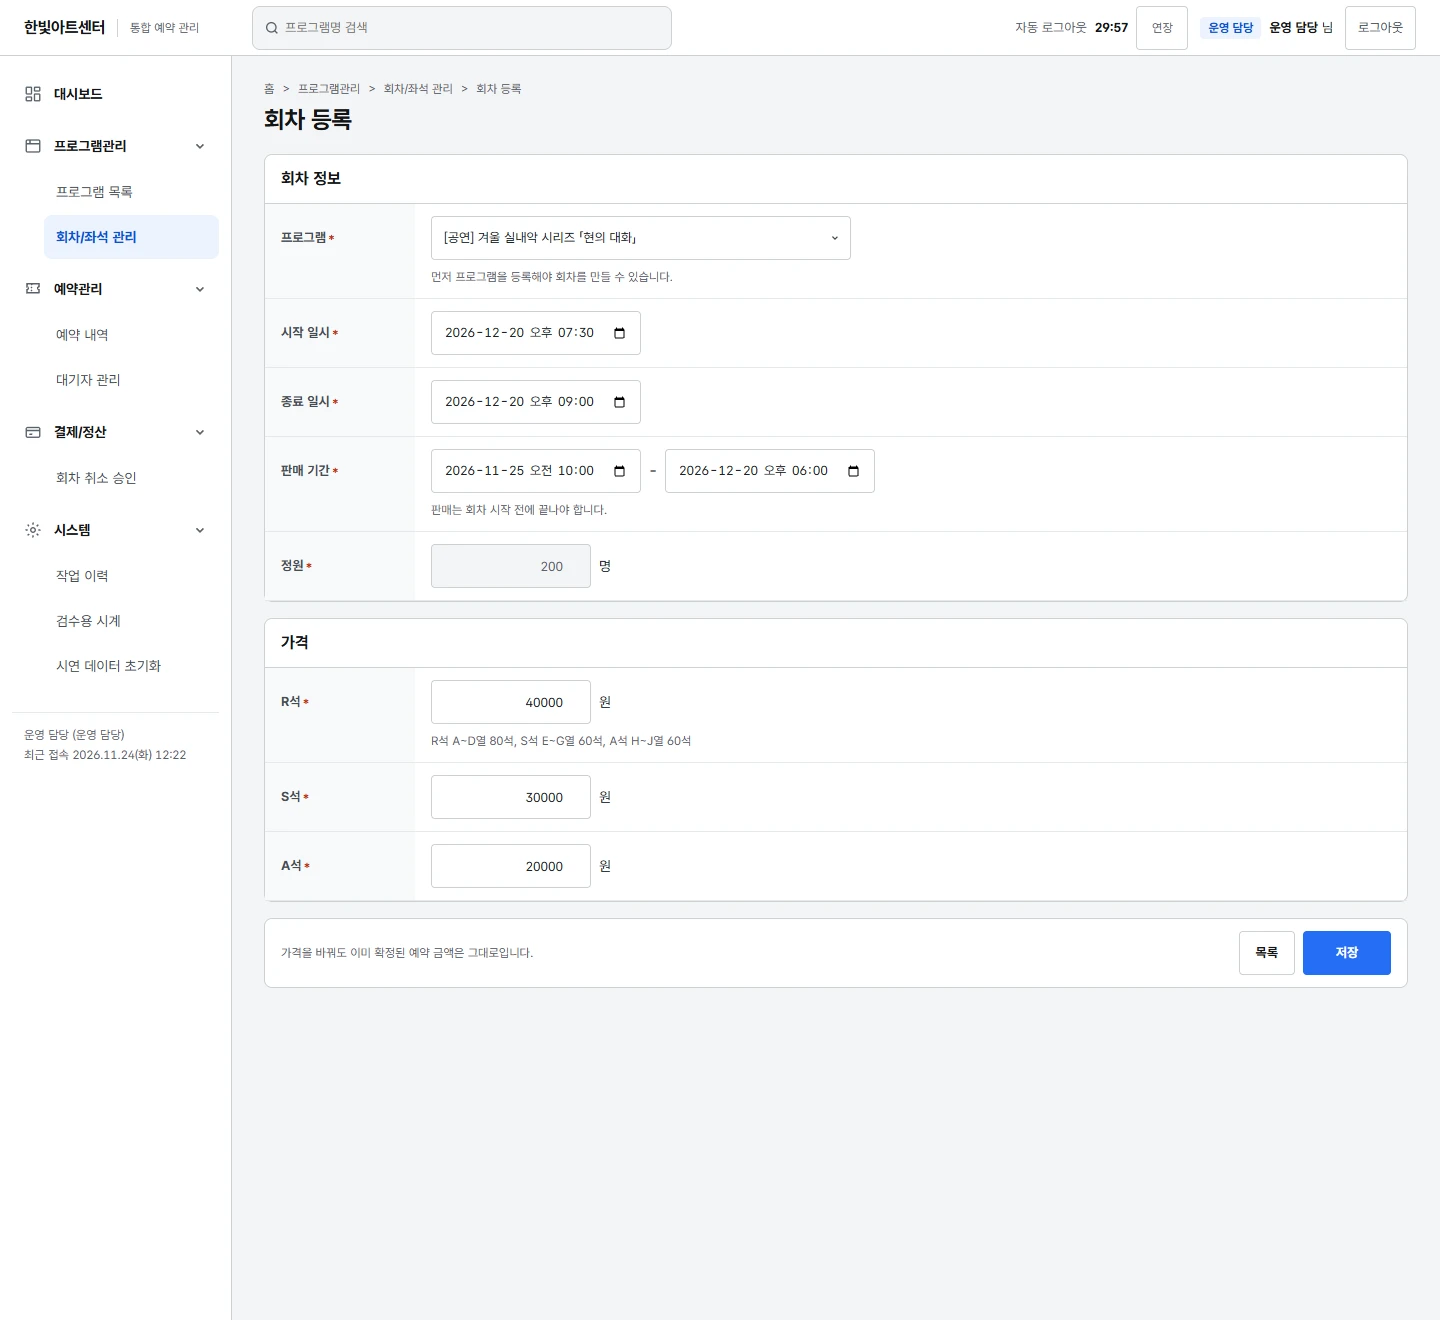 한빛아트센터 통합 예약 관리
프로그램명 검색
자동 로그아웃 29:57 연장 운영 담당 운영 담당 님 로그아웃
대시보드
프로그램관리
프로그램 목록
회차/좌석 관리
예약관리
예약 내역
대기자 관리
결제/정산
회차 취소 승인
시스템
작업 이력
검수용 시계
시연 데이터 초기화
운영 담당 (운영 담당)
최근 접속 2026.11.24(화) 12:22
홈 > 프로그램관리 > 회차/좌석 관리 > 회차 등록
회차 등록
회차 정보
프로그램* [공연] 겨울 실내악 시리즈 「현의 대화」
먼저 프로그램을 등록해야 회차를 만들 수 있습니다.
시작 일시* 2026-12-20 오후 07:30
종료 일시* 2026-12-20 오후 09:00
판매 기간* 2026-11-25 오전 10:00 - 2026-12-20 오후 06:00
판매는 회차 시작 전에 끝나야 합니다.
정원* 200 명
가격
R석* 40000 원
R석 A~D열 80석, S석 E~G열 60석, A석 H~J열 60석
S석* 30000 원
A석* 20000 원
가격을 바꿔도 이미 확정된 예약 금액은 그대로입니다.
목록 저장